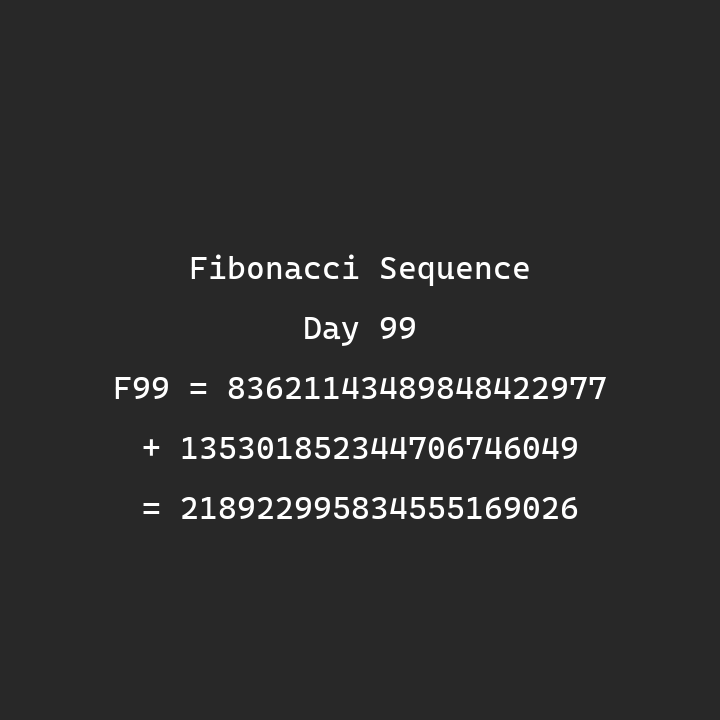 Fibonacci Sequence
Day 99
F99 = 83621143489848422977
+ 135301852344706746049
= 218922995834555169026